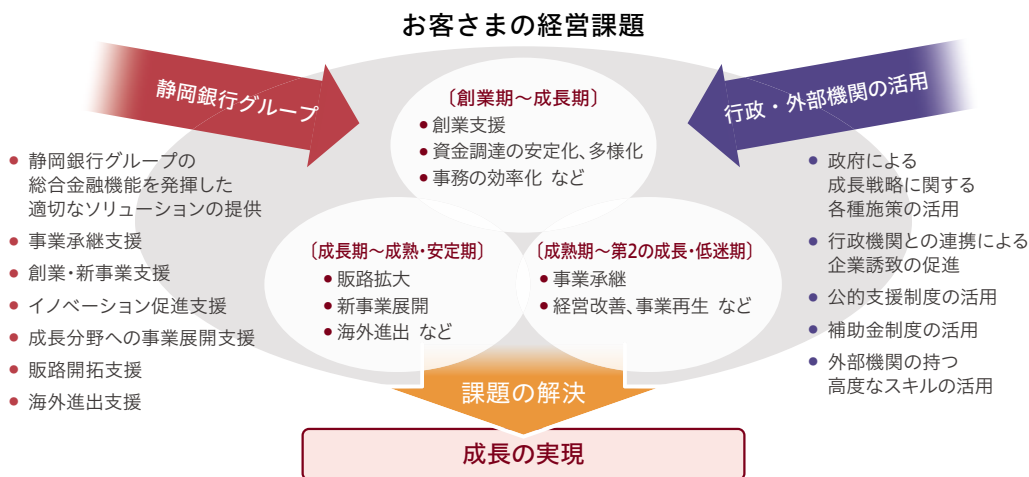 お客さまの経営課題
静岡銀行グループ
行政・外部機関の活用
〔創業期～成長期〕
● 創業支援
● 資金調達の安定化、多様化
● 事務の効率化 など
● 静岡銀行グループの
総合金融機能を発揮した
適切なソリューションの提供
● 事業承継支援
● 創業・新事業支援
● イノベーション促進支援
● 成長分野への事業展開支援
● 販路開拓支援
● 海外進出支援
〔成長期～成熟・安定期〕
● 販路拡大
● 新事業展開
● 海外進出 など
〔成熟期～第2の成長・低迷期〕
● 事業承継
● 経営改善、事業再生 など
● 政府による
成長戦略に関する
各種施策の活用
● 行政機関との連携による
企業誘致の促進
● 公的支援制度の活用
● 補助金制度の活用
● 外部機関の持つ
高度なスキルの活用
課題の解決
成長の実現